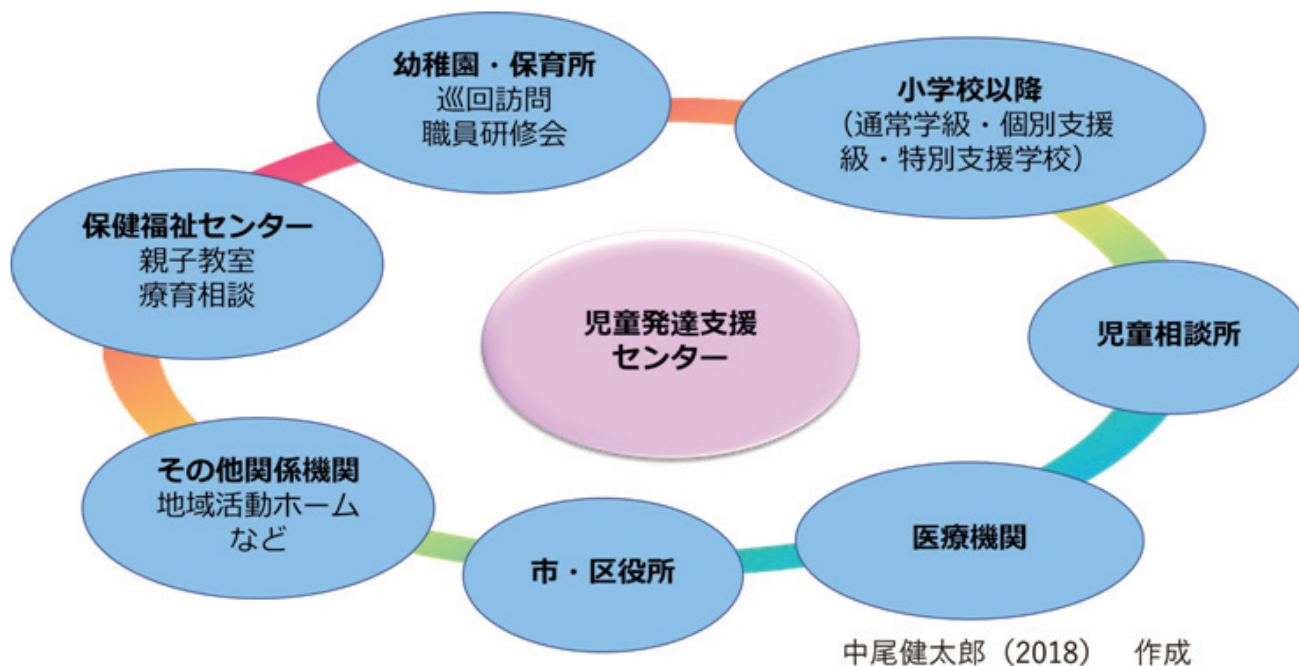 幼稚園・保育所
巡回訪問
職員研修会
小学校以降
（通常学級・個別支援
級・特別支援学校）
保健福祉センター
親子教室
療育相談
児童発達支援
センター
児童相談所
その他関係機関
地域活動ホーム
など
市・区役所
医療機関
中尾健太郎（2018）　作成